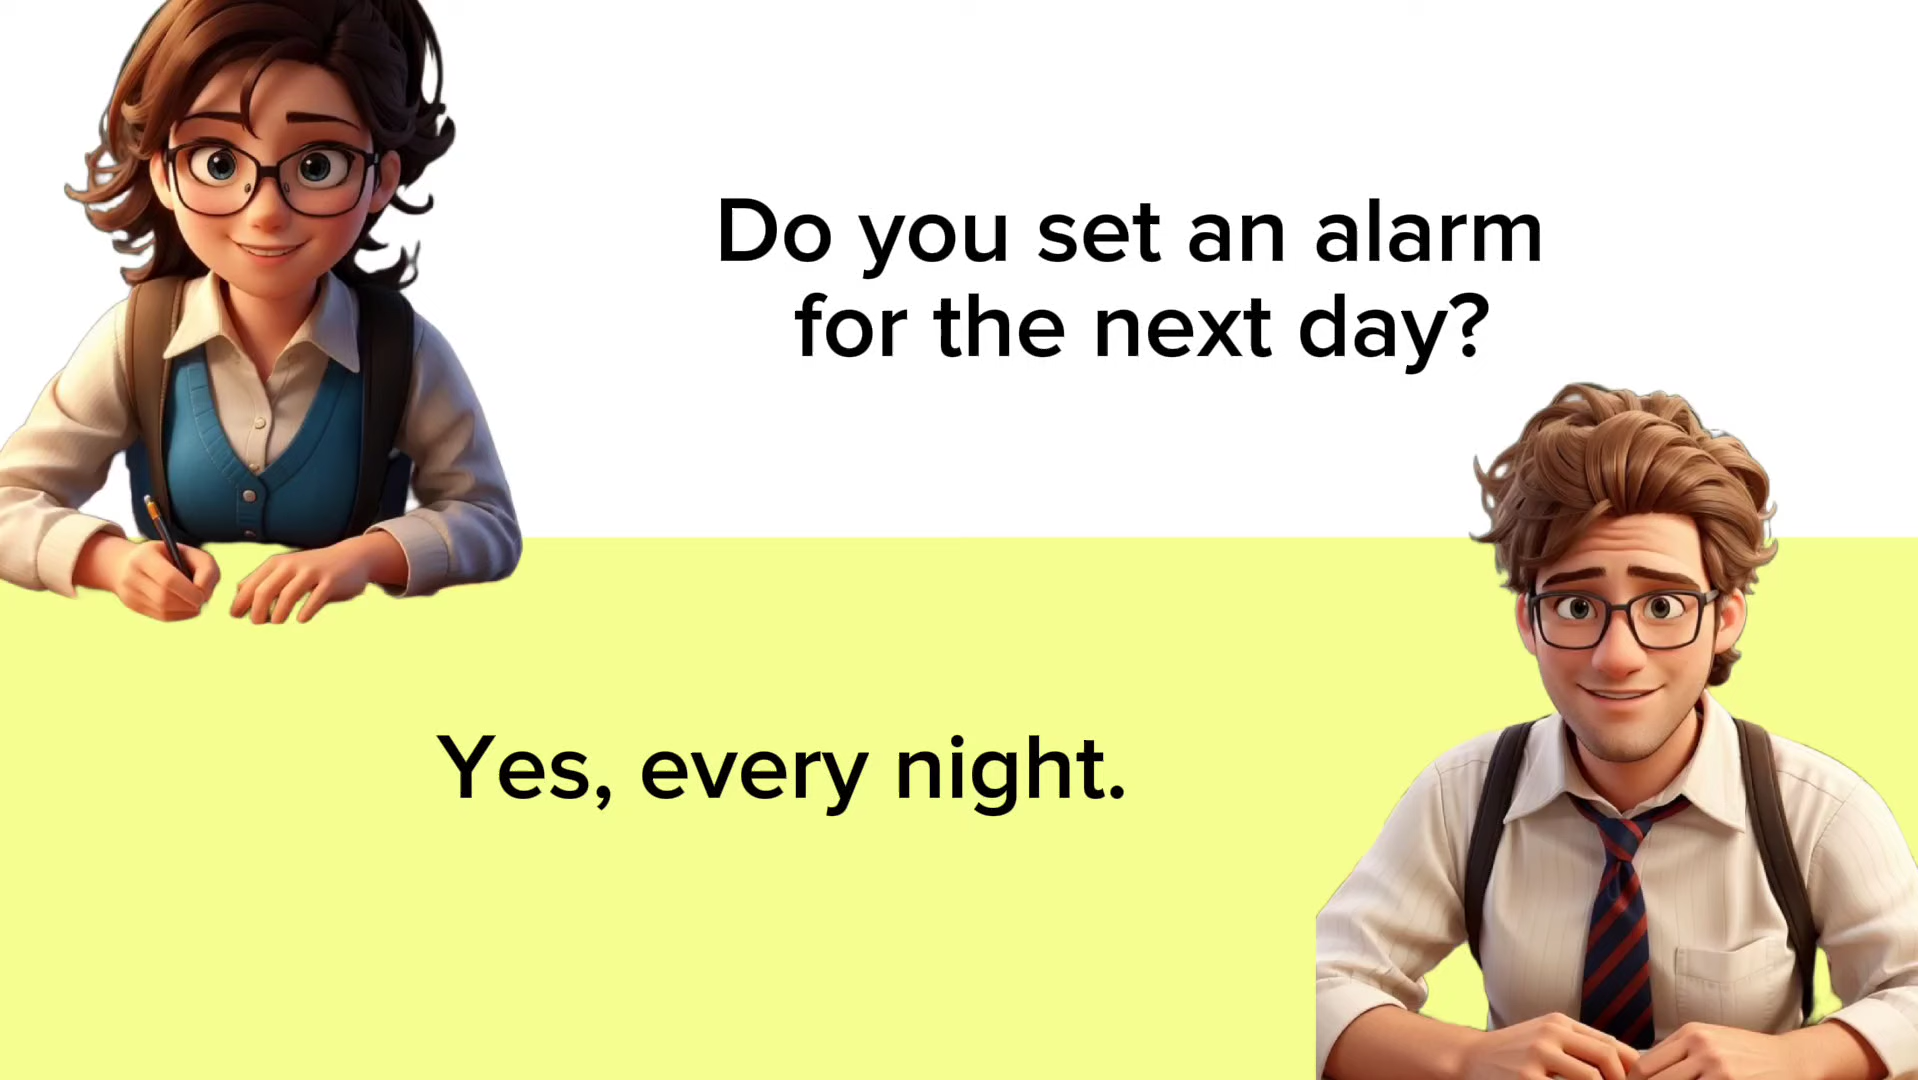 Do you set an alarm
for the next day?
Yes, every night.